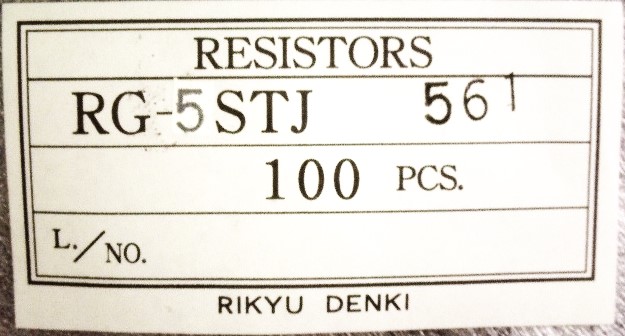 RESISTORS
RG-5STJ 561
100 PCS.
L./NO.
RIKYU DENKI